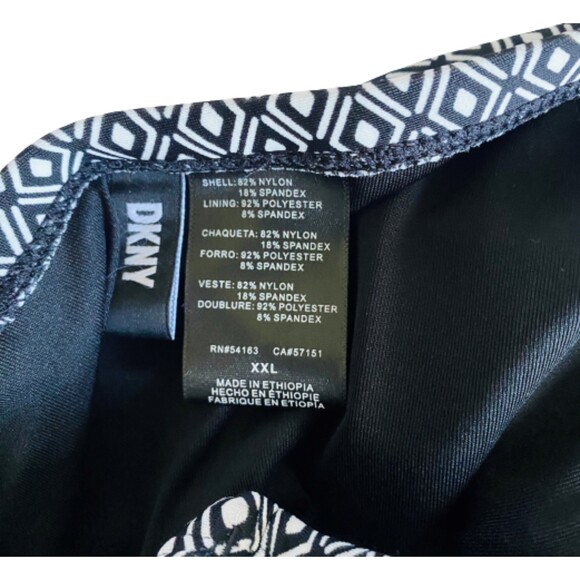 DKNY
SHELL: 82% NYLON
18% SPANDEX
LINING: 92% POLYESTER
8% SPANDEX
CHAQUETA: 82% NYLON
18% SPANDEX
FORRO: 92% POLYESTER
8% SPANDEX
VESTE: 82% NYLON
18% SPANDEX
DOUBLURE: 92% POLYESTER
8% SPANDEX
RN#54163 CA#57151
XXL
MADE IN ETHIOPIA
HECHO EN ETHIOPIA
FABRIQUE EN ETIOPIA